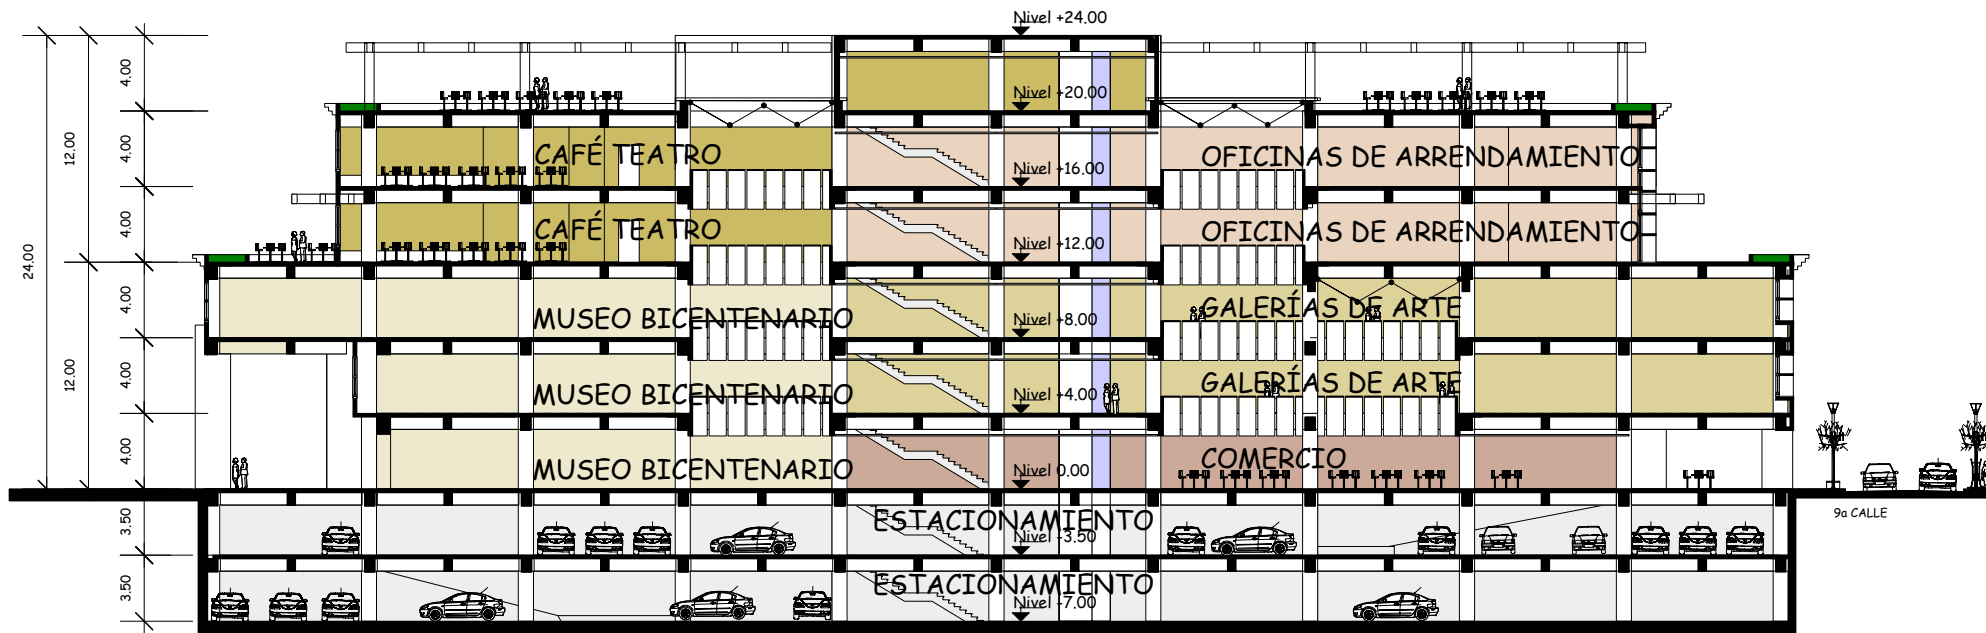 Nivel +24.00
4.00
Nivel +20.00
12.00
4.00
CAFÉ TEATRO
OFICINAS DE ARRENDAMIENTO
Nivel +16.00
4.00
CAFÉ TEATRO
OFICINAS DE ARRENDAMIENTO
Nivel +12.00
24.00
4.00
MUSEO BICENTENARIO
GALERÍAS DE ARTE
Nivel +8.00
12.00
4.00
MUSEO BICENTENARIO
GALERÍAS DE ARTE
Nivel +4.00
4.00
MUSEO BICENTENARIO
COMERCIO
Nivel 0.00
3.50
ESTACIONAMIENTO
Nivel -3.50
9a CALLE
3.50
ESTACIONAMIENTO
Nivel -7.00